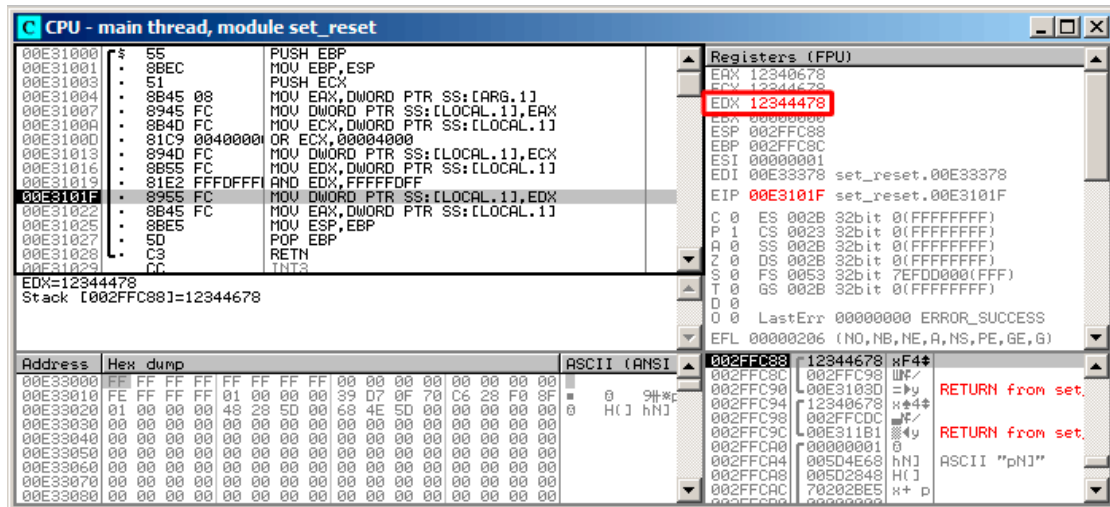 CPU - main thread, module set_reset
00E31000 $ 55 PUSH EBP
00E31001 . 8BEC MOV EBP,ESP
00E31003 . 51 PUSH ECX
00E31004 . 8B45 08 MOV EAX,DWORD PTR SS:[ARG.1]
00E31007 . 8945 FC MOV DWORD PTR SS:[LOCAL.1],EAX
00E3100A . 8B4D FC MOV ECX,DWORD PTR SS:[LOCAL.1]
00E3100D . 81C9 00400000 OR ECX,00004000
00E31013 . 894D FC MOV DWORD PTR SS:[LOCAL.1],ECX
00E31016 . 8B55 FC MOV EDX,DWORD PTR SS:[LOCAL.1]
00E31019 . 81E2 FFFDFFFF AND EDX,FFFFFDFF
00E3101F . 8955 FC MOV DWORD PTR SS:[LOCAL.1],EDX
00E31022 . 8B45 FC MOV EAX,DWORD PTR SS:[LOCAL.1]
00E31025 . 8BE5 MOV ESP,EBP
00E31027 . 5D POP EBP
00E31028 . C3 RETN
00E31029 CC INT3
EDX=12344478
Stack [002FFC88]=12344678
Registers (FPU)
EAX 12340678
ECX 12344678
EDX 12344478
EBX 00000000
ESP 002FFC88
EBP 002FFC8C
ESI 00000001
EDI 00E33378 set_reset.00E33378
EIP 00E3101F set_reset.00E3101F
C 0 ES 002B 32bit 0(FFFFFFFF)
P 1 CS 0023 32bit 0(FFFFFFFF)
A 0 SS 002B 32bit 0(FFFFFFFF)
Z 0 DS 002B 32bit 0(FFFFFFFF)
S 0 FS 0053 32bit 7EFDD000(FFF)
T 0 GS 002B 32bit 0(FFFFFFFF)
D 0
O 0 LastErr 00000000 ERROR_SUCCESS
EFL 00000206 (NO,NB,NE,A,NS,PE,GE,G)
Address Hex dump ASCII (ANSI
00E33000 FF FF FF FF FF FF FF FF 00 00 00 00 00 00 00 00
00E33010 FE FF FF FF 01 00 00 00 39 D7 0F 70 C6 28 F0 8F
00E33020 01 00 00 00 48 28 5D 00 68 4E 5D 00 00 00 00 00 H(] hN]
00E33030 00 00 00 00 00 00 00 00 00 00 00 00 00 00 00 00
00E33040 00 00 00 00 00 00 00 00 00 00 00 00 00 00 00 00
00E33050 00 00 00 00 00 00 00 00 00 00 00 00 00 00 00 00
00E33060 00 00 00 00 00 00 00 00 00 00 00 00 00 00 00 00
00E33070 00 00 00 00 00 00 00 00 00 00 00 00 00 00 00 00
00E33080 00 00 00 00 00 00 00 00 00 00 00 00 00 00 00 00
002FFC88 12344678 xF4‡
002FFC8C 002FFC98
002FFC90 00E3103D RETURN from set_
002FFC94 12340678
002FFC98 002FFCDC
002FFC9C 00E311B1 RETURN from set_
002FFCA0 00000001
002FFCA4 005D4E68 hN] ASCII "pN]"
002FFCA8 005D2848 H(]
002FFCAC 70202BE5